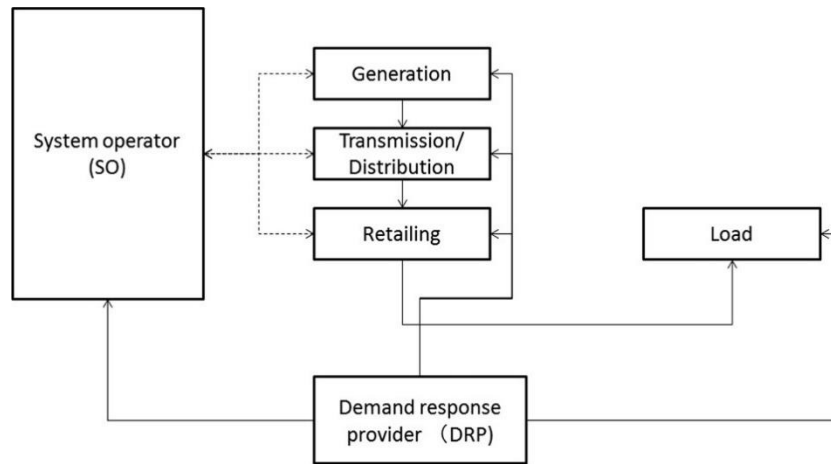 Generation
System operator
(SO)
Transmission/
Distribution
Retailing
Load
Demand response
provider （DRP)